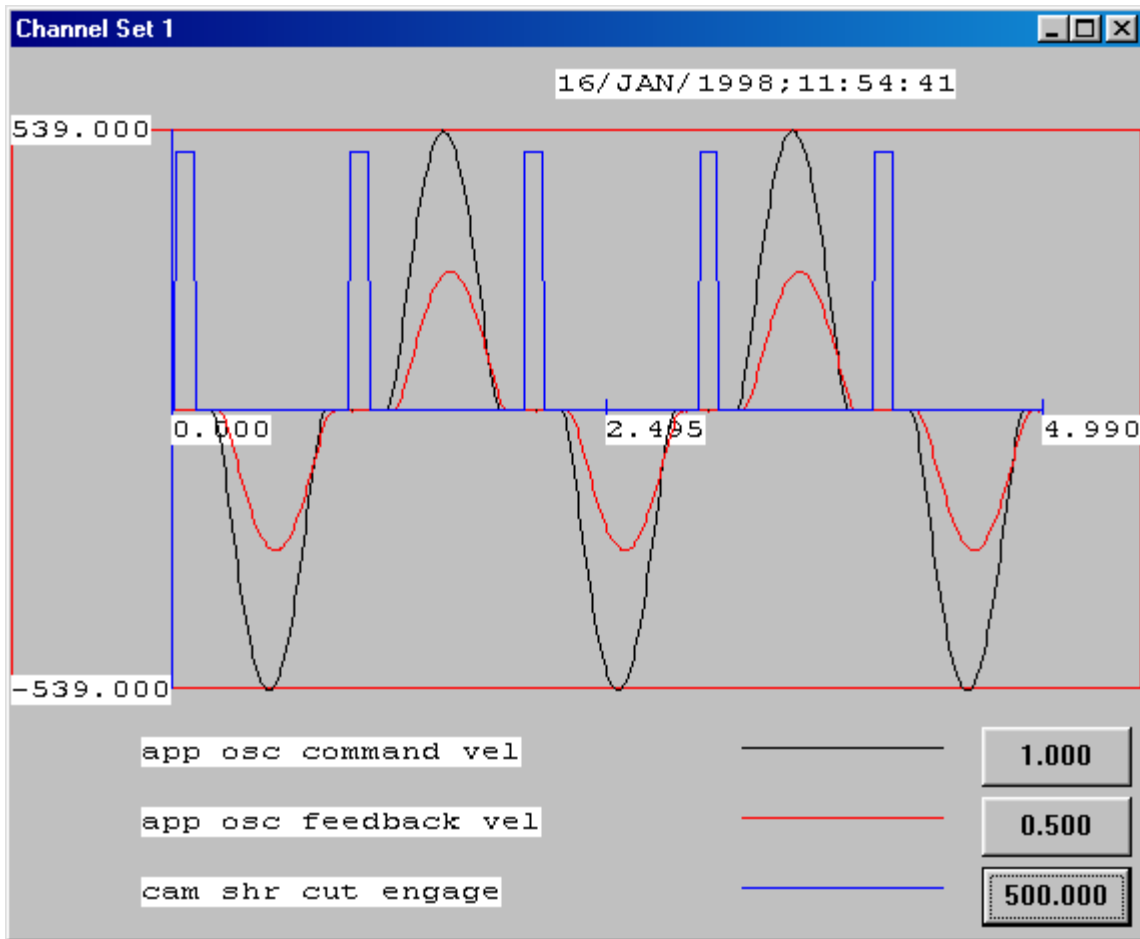 Channel Set 1
16/JAN/1998;11:54:41
539.000
0.000
2.495
4.990
-539.000
app osc command vel
1.000
app osc feedback vel
0.500
cam shr cut engage
500.000